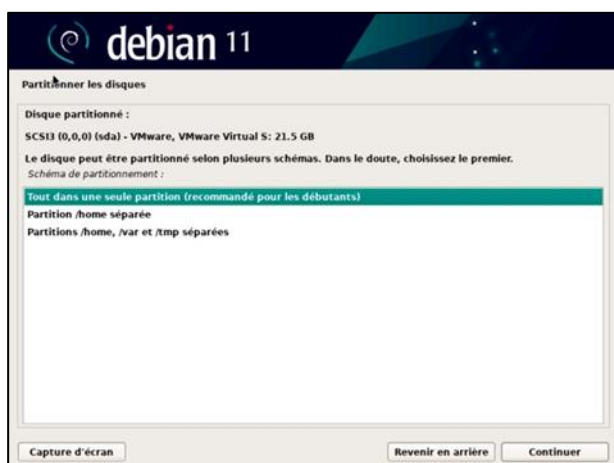 debian 11
Partitionner les disques
Disque partitionné :
SCSI3 (0,0,0) (sda) - VMware, VMware Virtual S: 21.5 GB
Le disque peut être partitionné selon plusieurs schémas. Dans le doute, choisissez le premier.
Schéma de partitionnement :
Tout dans une seule partition (recommandé pour les débutants)
Partition /home séparée
Partitions /home, /var et /tmp séparées
Capture d'écran
Revenir en arrière
Continuer